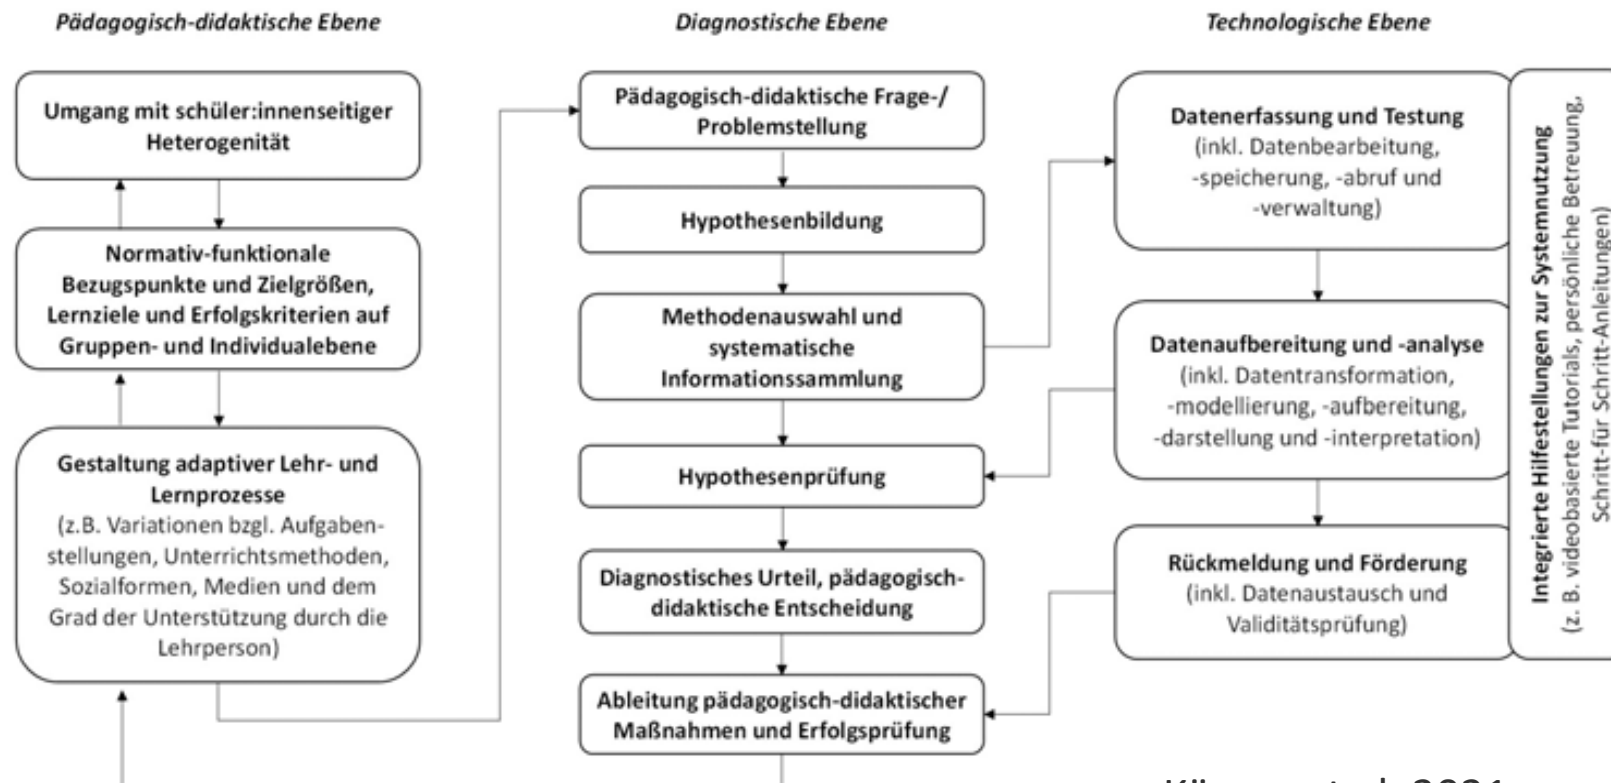 Pädagogisch-didaktische Ebene
Umgang mit schüler:innenseitiger
Heterogenität
Normativ-funktionale
Bezugspunkte und Zielgrößen,
Lernziele und Erfolgskriterien auf
Gruppen- und Individualebene
Gestaltung adaptiver Lehr- und
Lernprozesse
(z.B. Variationen bzgl. Aufgaben-
stellungen, Unterrichtsmethoden,
Sozialformen, Medien und dem
Grad der Unterstützung durch die
Lehrperson)
Diagnostische Ebene
Pädagogisch-didaktische Frage-/
Problemstellung
Hypothesenbildung
Methodenauswahl und
systematische
Informationssammlung
Hypothesenprüfung
Diagnostisches Urteil, pädagogisch-
didaktische Entscheidung
Ableitung pädagogisch-didaktischer
Maßnahmen und Erfolgsprüfung
Technologische Ebene
Datenerfassung und Testung
(inkl. Datenbearbeitung,
-speicherung, -abruf und
-verwaltung)
Datenaufbereitung und -analyse
(inkl. Datentransformation,
-modellierung, -aufbereitung,
-darstellung und -interpretation)
Rückmeldung und Förderung
(inkl. Datenaustausch und
Validitätsprüfung)
Integrierte Hilfestellungen zur Systemnutzung
(z. B. videobasierte Tutorials, persönliche Betreuung,
Schritt-für Schritt-Anleitungen)